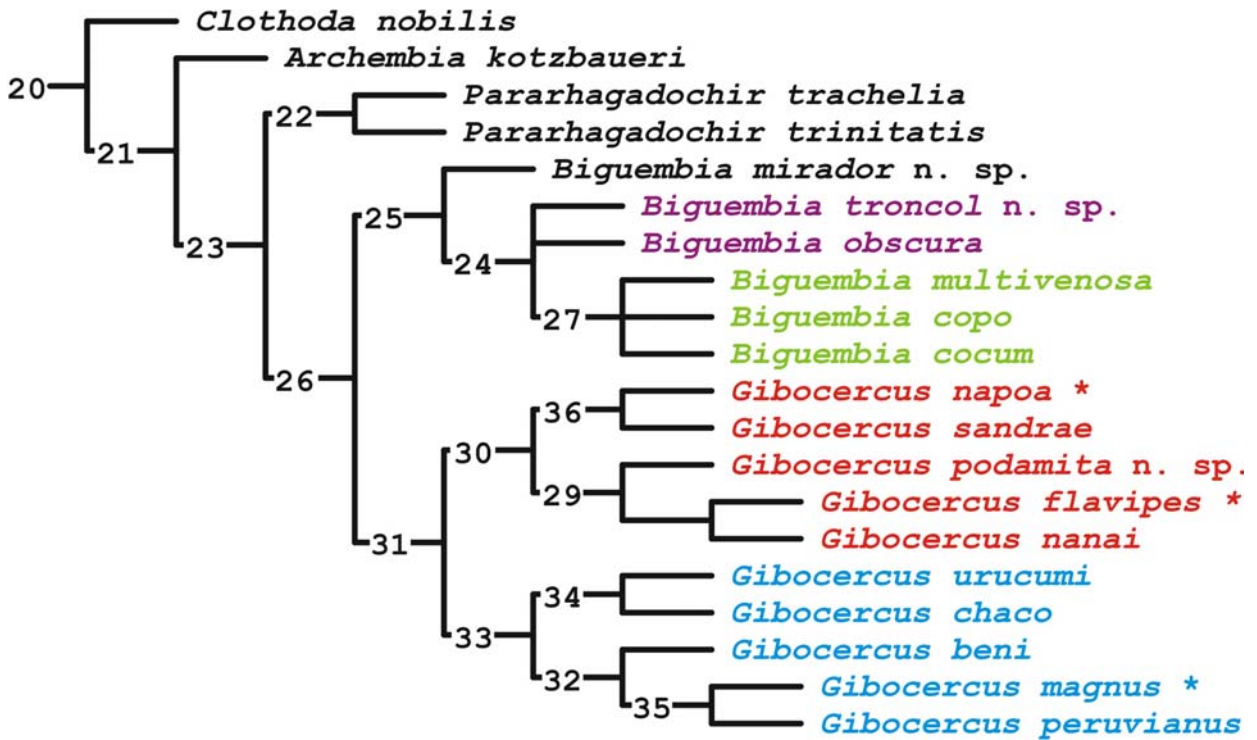 Clothoda nobilis
Archembia kotzbaueri
20
Pararhagadochir trachelia
22
Pararhagadochir trinitatis
21
Biguembia mirador n. sp.
Biguembia troncol n. sp.
25
Biguembia obscura
23
24
Biguembia multivenosa
27
Biguembia copo
Biguembia cocum
26
Gibocercus napoa *
36
Gibocercus sandrae
30
Gibocercus podamita n. sp.
29
Gibocercus flavipes *
Gibocercus nanai
31
Gibocercus urucumi
34
Gibocercus chaco
33
Gibocercus beni
32
Gibocercus magnus *
35
Gibocercus peruvianus